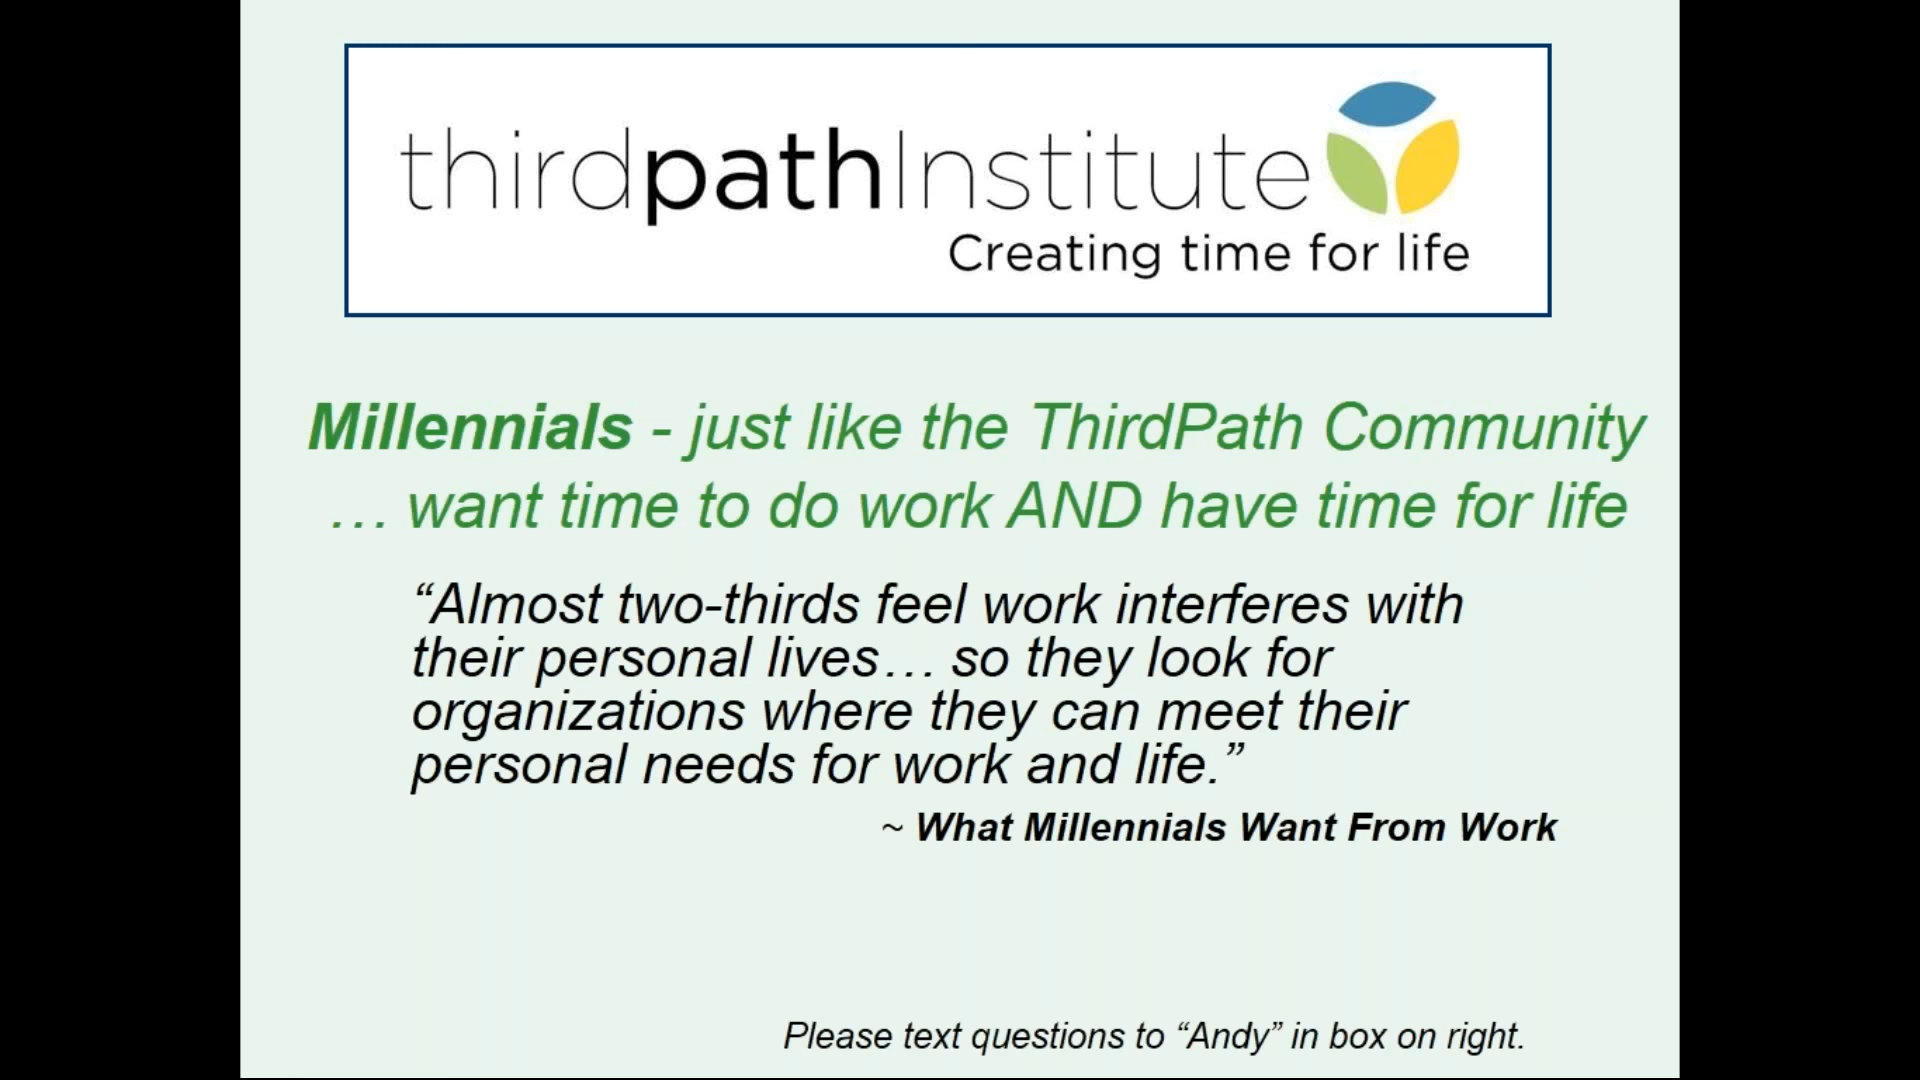 thirdpathInstitute
Creating time for life
Millennials - just like the ThirdPath Community
… want time to do work AND have time for life
“Almost two-thirds feel work interferes with
their personal lives… so they look for
organizations where they can meet their
personal needs for work and life.”
~ What Millennials Want From Work
Please text questions to “Andy” in box on right.